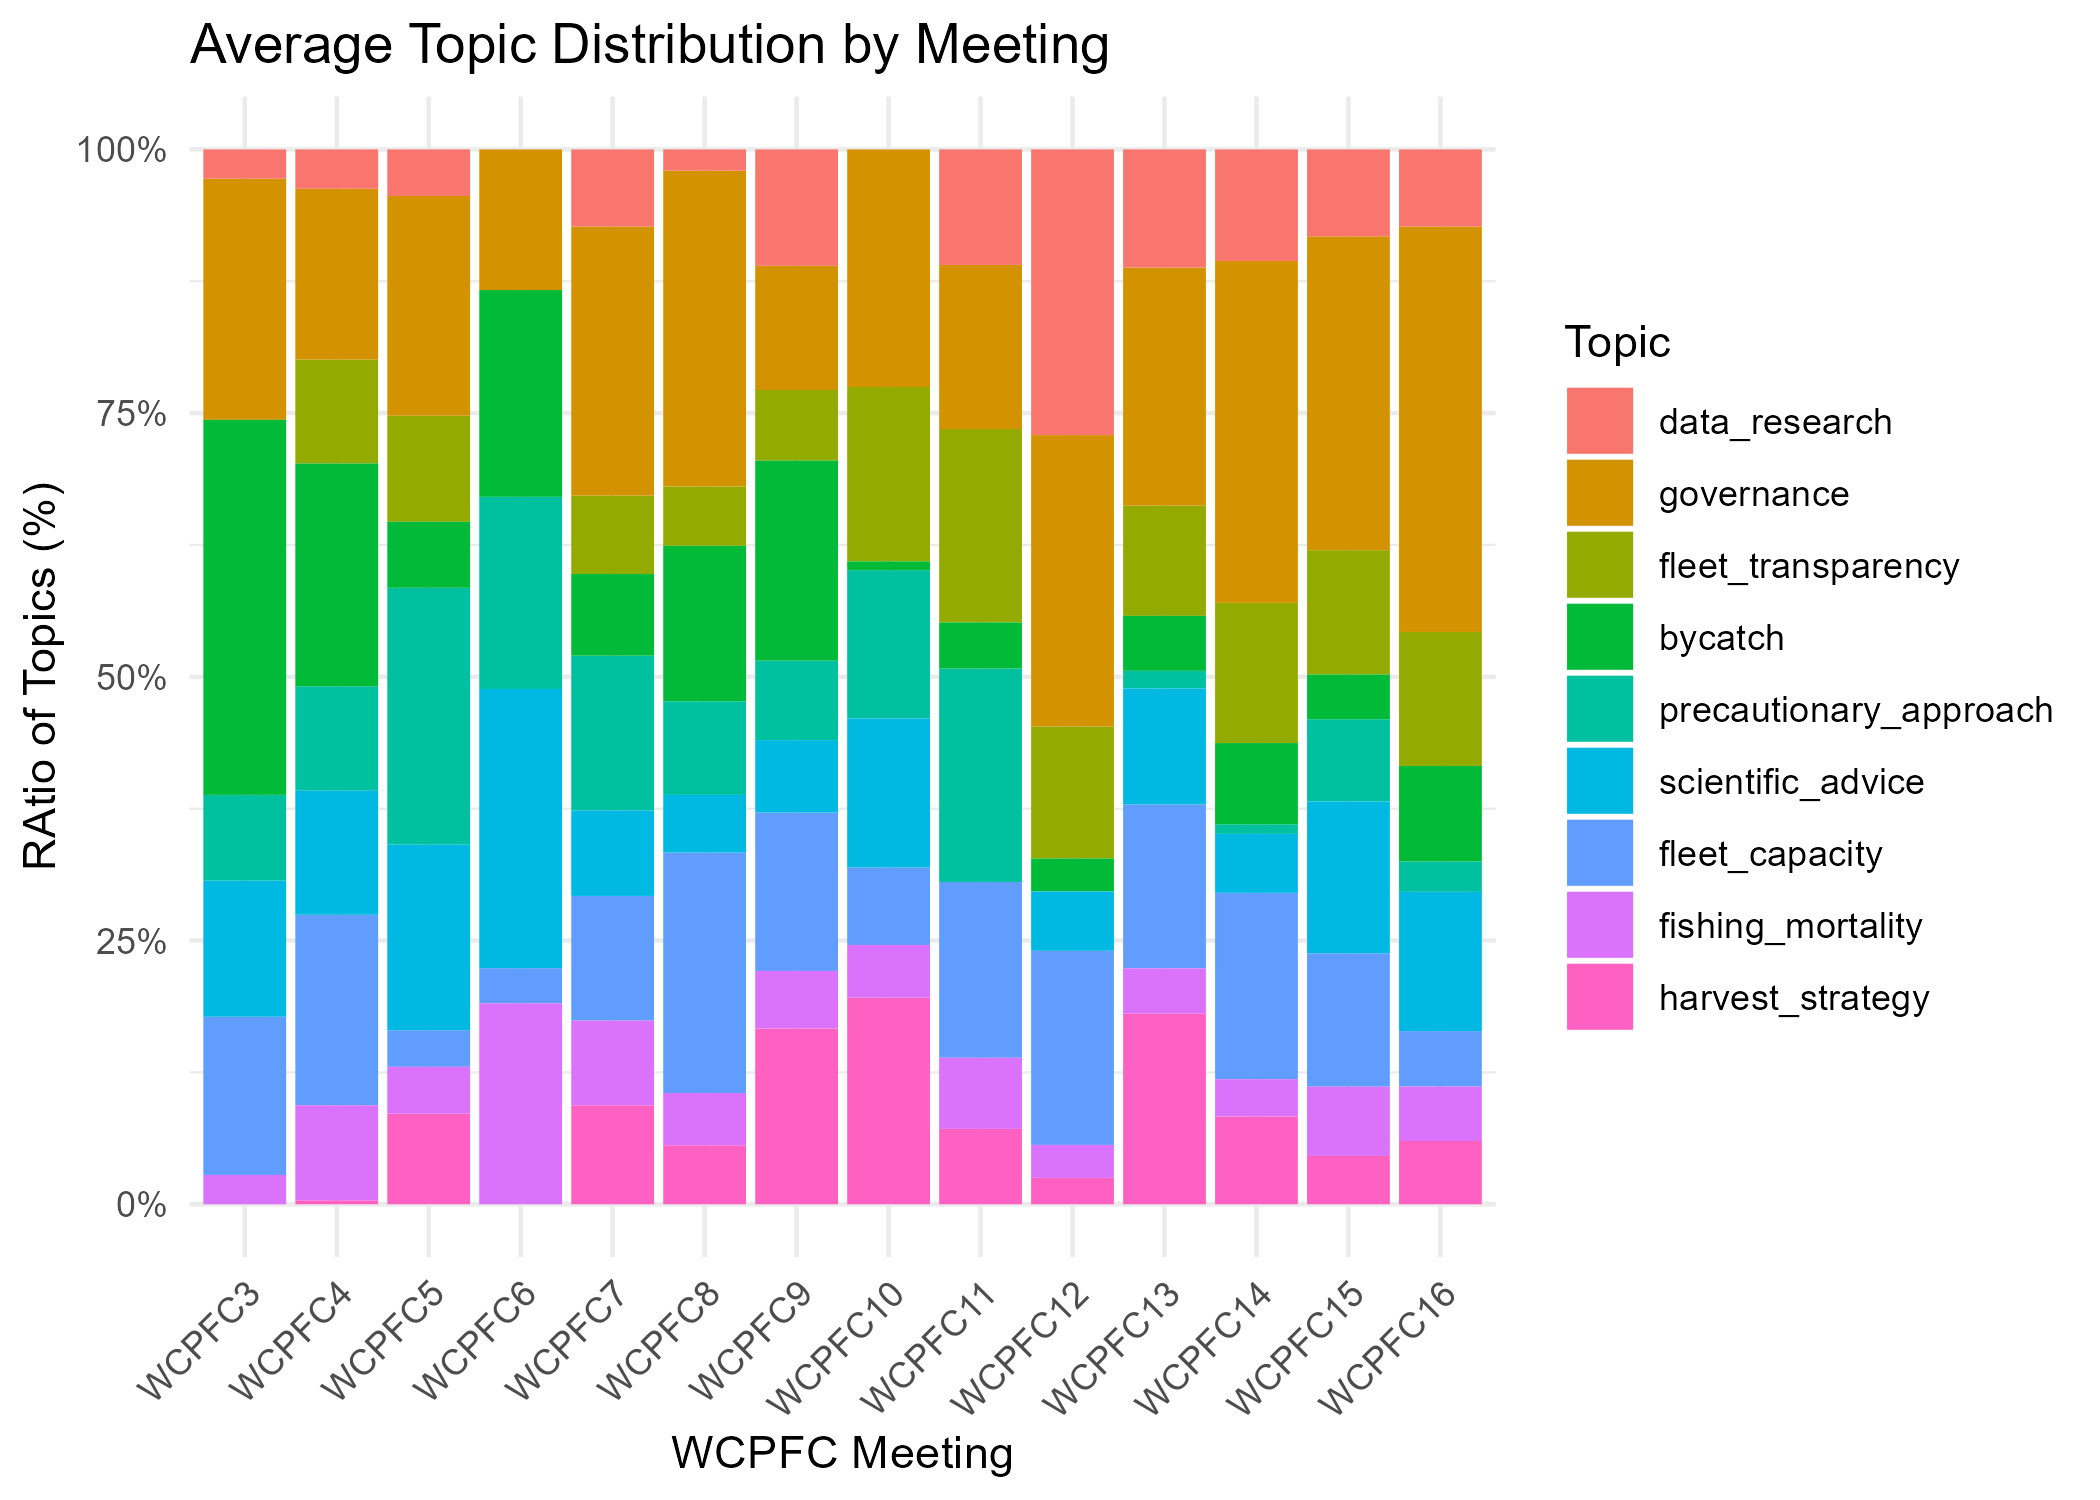 Average Topic Distribution by Meeting
100%
75%
50%
25%
0%
RAtio of Topics (%)
WCPFC3
WCPFC4
WCPFC5
WCPFC6
WCPFC7
WCPFC8
WCPFC9
WCPFC10
WCPFC11
WCPFC12
WCPFC13
WCPFC14
WCPFC15
WCPFC16
WCPFC Meeting
Topic
data_research
governance
fleet_transparency
bycatch
precautionary_approach
scientific_advice
fleet_capacity
fishing_mortality
harvest_strategy